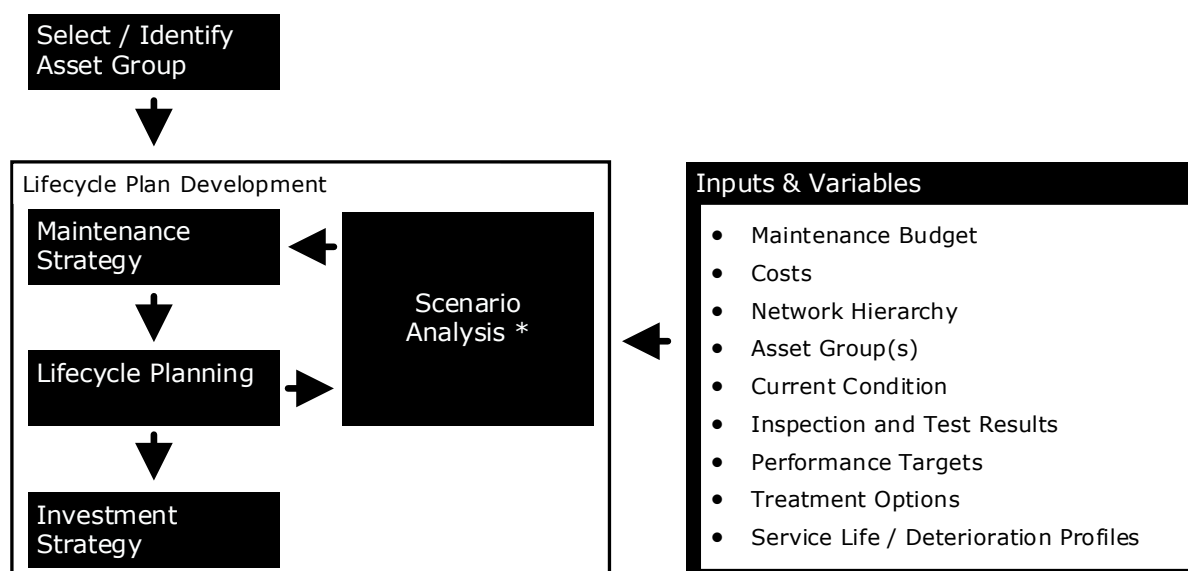 Select / Identify
Asset Group
Lifecycle Plan Development
Maintenance
Strategy
Lifecycle Planning
Investment
Strategy
Scenario
Analysis *
Inputs & Variables
• Maintenance Budget
• Costs
• Network Hierarchy
• Asset Group(s)
• Current Condition
• Inspection and Test Results
• Performance Targets
• Treatment Options
• Service Life / Deterioration Profiles